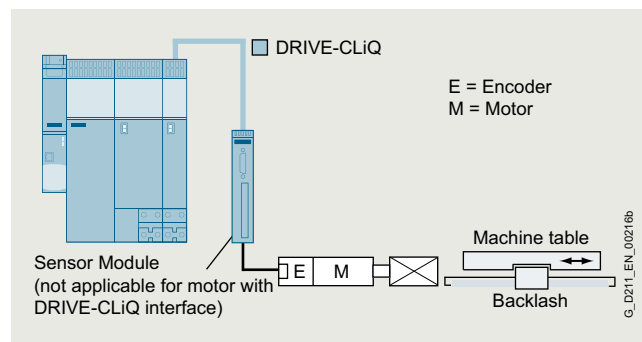 DRIVE-CLiQ
E = Encoder
M = Motor
Sensor Module
(not applicable for motor with
DRIVE-CLiQ interface)
E
M
Machine table
Backlash
G_D211_EN_00216b